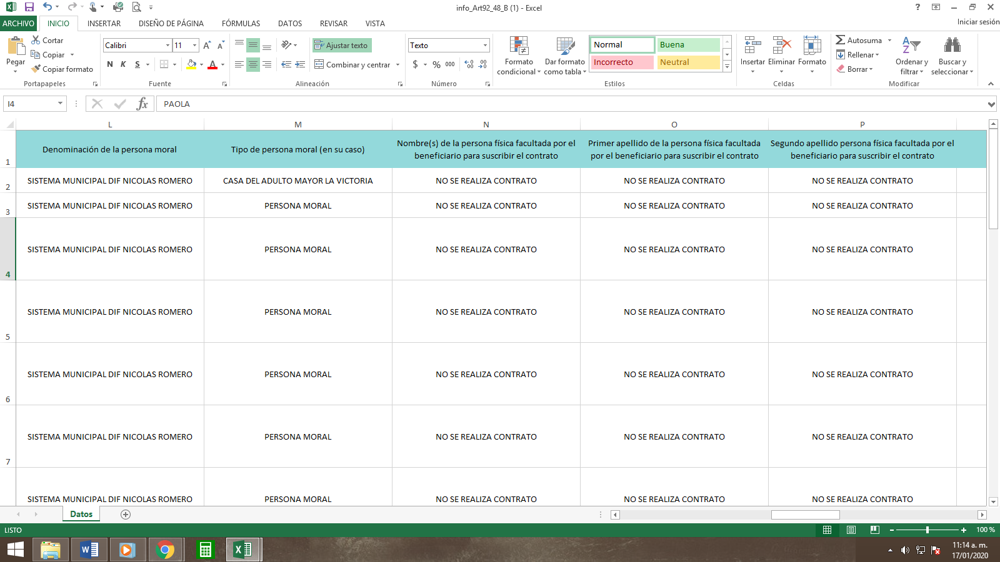 info_Art92_48_B (1) - Excel
Iniciar sesión
ARCHIVO INICIO INSERTAR DISEÑO DE PÁGINA FÓRMULAS DATOS REVISAR VISTA
Pegar
Cortar
Copiar
Copiar formato
Portapapeles
Calibri 11
N K S
Fuente
Ajustar texto
Combinar y centrar
Alineación
Texto
$ % 000
Número
Formato condicional
Dar formato como tabla
Normal Buena
Incorrecto Neutral
Estilos
Insertar Eliminar Formato
Celdas
Autosuma
Rellenar
Borrar
Ordenar y filtrar
Buscar y seleccionar
Modificar
I4 fx PAOLA
L M N O P
1 Denominación de la persona moral Tipo de persona moral (en su caso) Nombre(s) de la persona física facultada por el beneficiario para suscribir el contrato Primer apellido de la persona física facultada por el beneficiario para suscribir el contrato Segundo apellido persona física facultada por el beneficiario para suscribir el contrato
2 SISTEMA MUNICIPAL DIF NICOLAS ROMERO CASA DEL ADULTO MAYOR LA VICTORIA NO SE REALIZA CONTRATO NO SE REALIZA CONTRATO NO SE REALIZA CONTRATO
3 SISTEMA MUNICIPAL DIF NICOLAS ROMERO PERSONA MORAL NO SE REALIZA CONTRATO NO SE REALIZA CONTRATO NO SE REALIZA CONTRATO
4 SISTEMA MUNICIPAL DIF NICOLAS ROMERO PERSONA MORAL NO SE REALIZA CONTRATO NO SE REALIZA CONTRATO NO SE REALIZA CONTRATO
5 SISTEMA MUNICIPAL DIF NICOLAS ROMERO PERSONA MORAL NO SE REALIZA CONTRATO NO SE REALIZA CONTRATO NO SE REALIZA CONTRATO
6 SISTEMA MUNICIPAL DIF NICOLAS ROMERO PERSONA MORAL NO SE REALIZA CONTRATO NO SE REALIZA CONTRATO NO SE REALIZA CONTRATO
7 SISTEMA MUNICIPAL DIF NICOLAS ROMERO PERSONA MORAL NO SE REALIZA CONTRATO NO SE REALIZA CONTRATO NO SE REALIZA CONTRATO
SISTEMA MUNICIPAL DIF NICOLAS ROMERO PERSONA MORAL NO SE REALIZA CONTRATO NO SE REALIZA CONTRATO NO SE REALIZA CONTRATO
Datos
LISTO 100 %
11:14 a. m.
17/01/2020